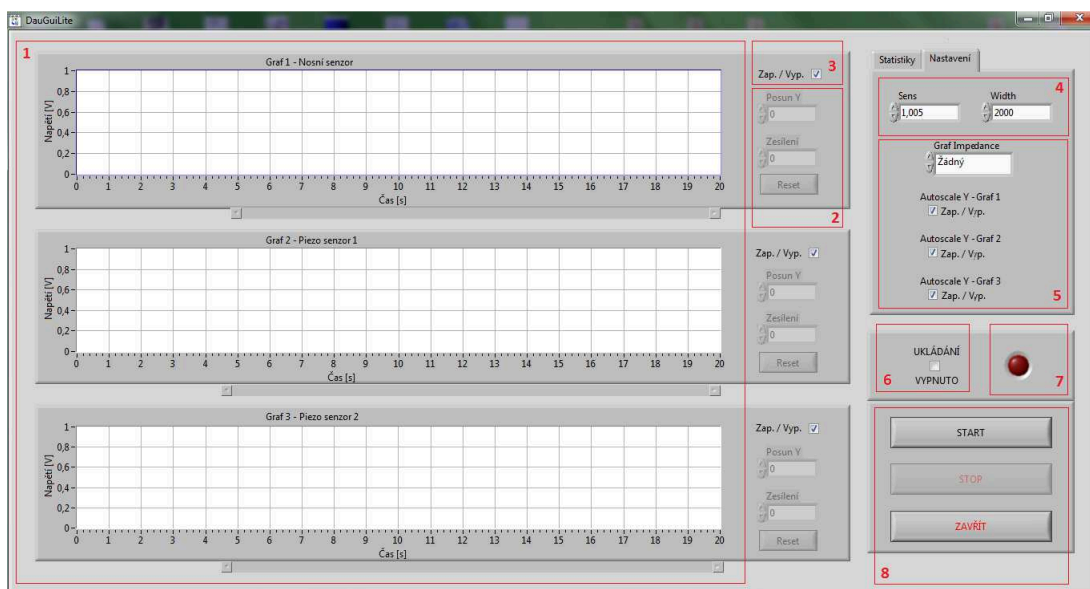 DauGuiLite
1
Graf 1 - Nosní senzor
Napětí [V]
1
0,8
0,6
0,4
0,2
0
0 1 2 3 4 5 6 7 8 9 10 11 12 13 14 15 16 17 18 19 20
Čas [s]
Zap. / Vyp.
3
Posun Y
0
Zesílení
0
Reset
2
Graf 2 - Piezo senzor 1
Napětí [V]
1
0,8
0,6
0,4
0,2
0
0 1 2 3 4 5 6 7 8 9 10 11 12 13 14 15 16 17 18 19 20
Čas [s]
Zap. / Vyp.
Posun Y
0
Zesílení
0
Reset
Graf 3 - Piezo senzor 2
Napětí [V]
1
0,8
0,6
0,4
0,2
0
0 1 2 3 4 5 6 7 8 9 10 11 12 13 14 15 16 17 18 19 20
Čas [s]
Zap. / Vyp.
Posun Y
0
Zesílení
0
Reset
Statistiky Nastavení
4
Sens Width
1,005 2000
Graf Impedance
Žádný
Autoscale Y - Graf 1
Zap. / Vyp.
Autoscale Y - Graf 2
Zap. / Vyp.
Autoscale Y - Graf 3
Zap. / Vyp.
5
UKLÁDÁNÍ
VYPNUTO
6
7
START
STOP
ZAVŘÍT
8